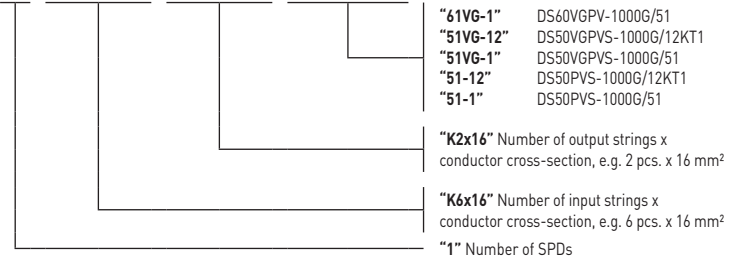 “61VG-1” DS60VGPV-1000G/51
“51VG-12” DS50VGPVS-1000G/12KT1
“51VG-1” DS50VGPVS-1000G/51
“51-12” DS50PVS-1000G/12KT1
“51-1” DS50PVS-1000G/51
“K2x16” Number of output strings x
conductor cross-section, e.g. 2 pcs. x 16 mm²
“K6x16” Number of input strings x
conductor cross-section, e.g. 6 pcs. x 16 mm²
“1” Number of SPDs